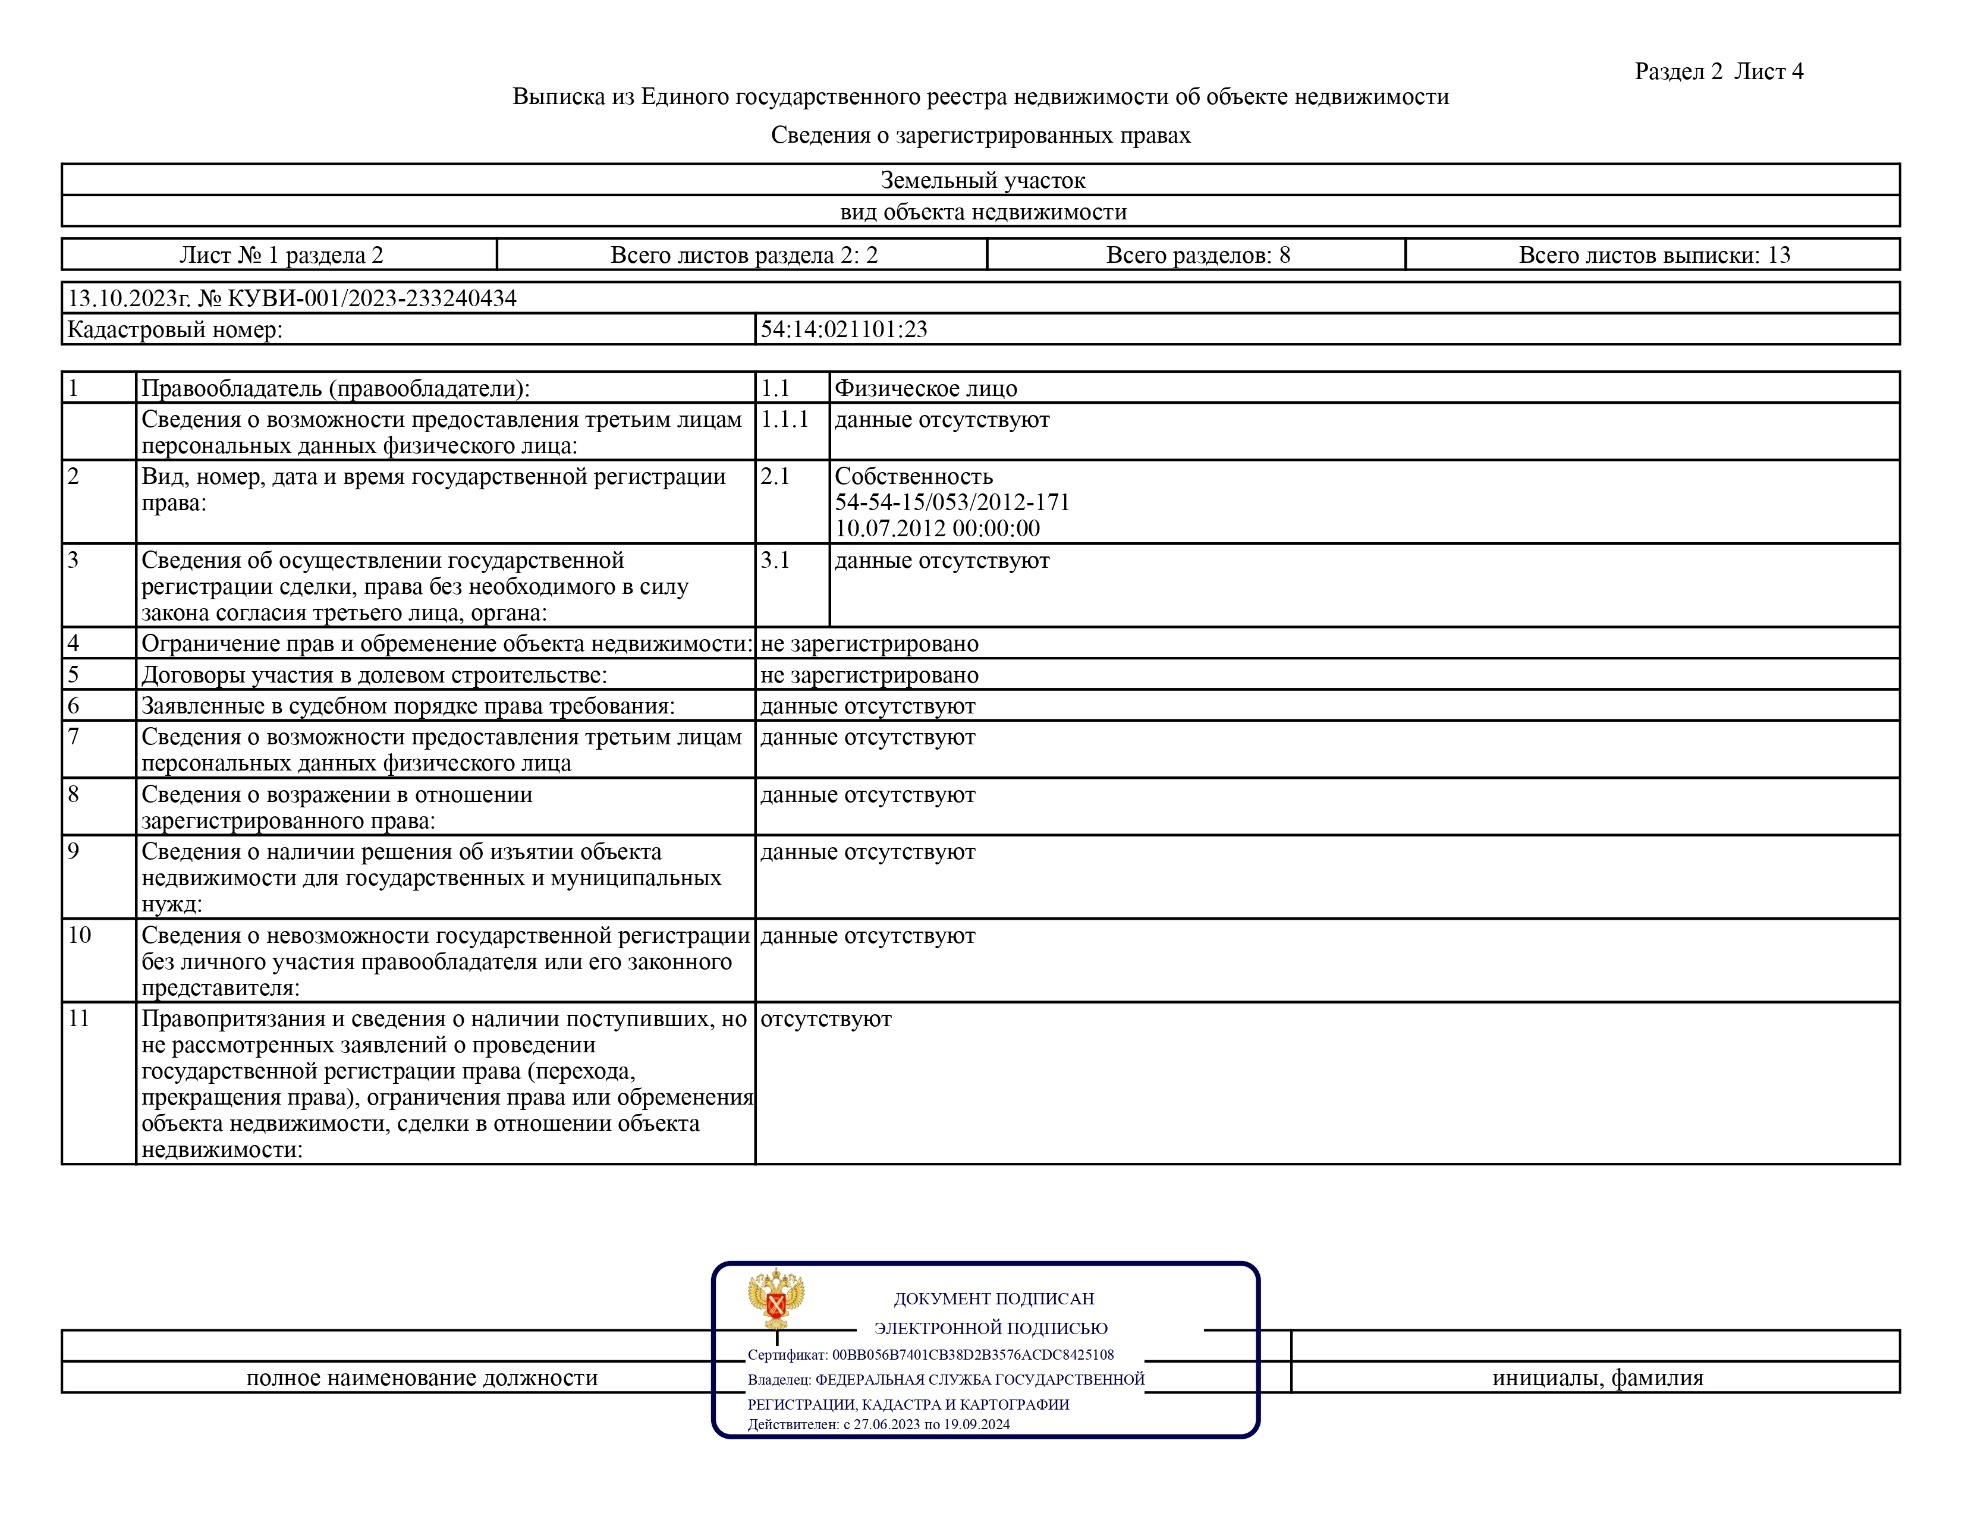 Раздел 2 Лист 4
Выписка из Единого государственного реестра недвижимости об объекте недвижимости
Сведения о зарегистрированных правах
Земельный участок
вид объекта недвижимости
Лист № 1 раздела 2
Всего листов раздела 2: 2
Всего разделов: 8
Всего листов выписки: 13
13.10.2023г. № КУВИ-001/2023-233240434
Кадастровый номер:
54:14:021101:23
1
Правообладатель (правообладатели):
1.1
Физическое лицо
Сведения о возможности предоставления третьим лицам
персональных данных физического лица:
1.1.1
данные отсутствуют
2
Вид, номер, дата и время государственной регистрации
права:
2.1
Собственность
54-54-15/053/2012-171
10.07.2012 00:00:00
3
Сведения об осуществлении государственной
регистрации сделки, права без необходимого в силу
закона согласия третьего лица, органа:
3.1
данные отсутствуют
4
Ограничение прав и обременение объекта недвижимости:
не зарегистрировано
5
Договоры участия в долевом строительстве:
не зарегистрировано
6
Заявленные в судебном порядке права требования:
данные отсутствуют
7
Сведения о возможности предоставления третьим лицам
персональных данных физического лица
данные отсутствуют
8
Сведения о возражении в отношении
зарегистрированного права:
данные отсутствуют
9
Сведения о наличии решения об изъятии объекта
недвижимости для государственных и муниципальных
нужд:
данные отсутствуют
10
Сведения о невозможности государственной регистрации
без личного участия правообладателя или его законного
представителя:
данные отсутствуют
11
Правопритязания и сведения о наличии поступивших, но
не рассмотренных заявлений о проведении
государственной регистрации права (перехода,
прекращения права), ограничения права или обременения
объекта недвижимости, сделки в отношении объекта
недвижимости:
отсутствуют
ДОКУМЕНТ ПОДПИСАН
ЭЛЕКТРОННОЙ ПОДПИСЬЮ
Сертификат: 00BB056B7401CB38D2B3576ACDC8425108
Владелец: ФЕДЕРАЛЬНАЯ СЛУЖБА ГОСУДАРСТВЕННОЙ
РЕГИСТРАЦИИ, КАДАСТРА И КАРТОГРАФИИ
Действителен: с 27.06.2023 по 19.09.2024
полное наименование должности
инициалы, фамилия